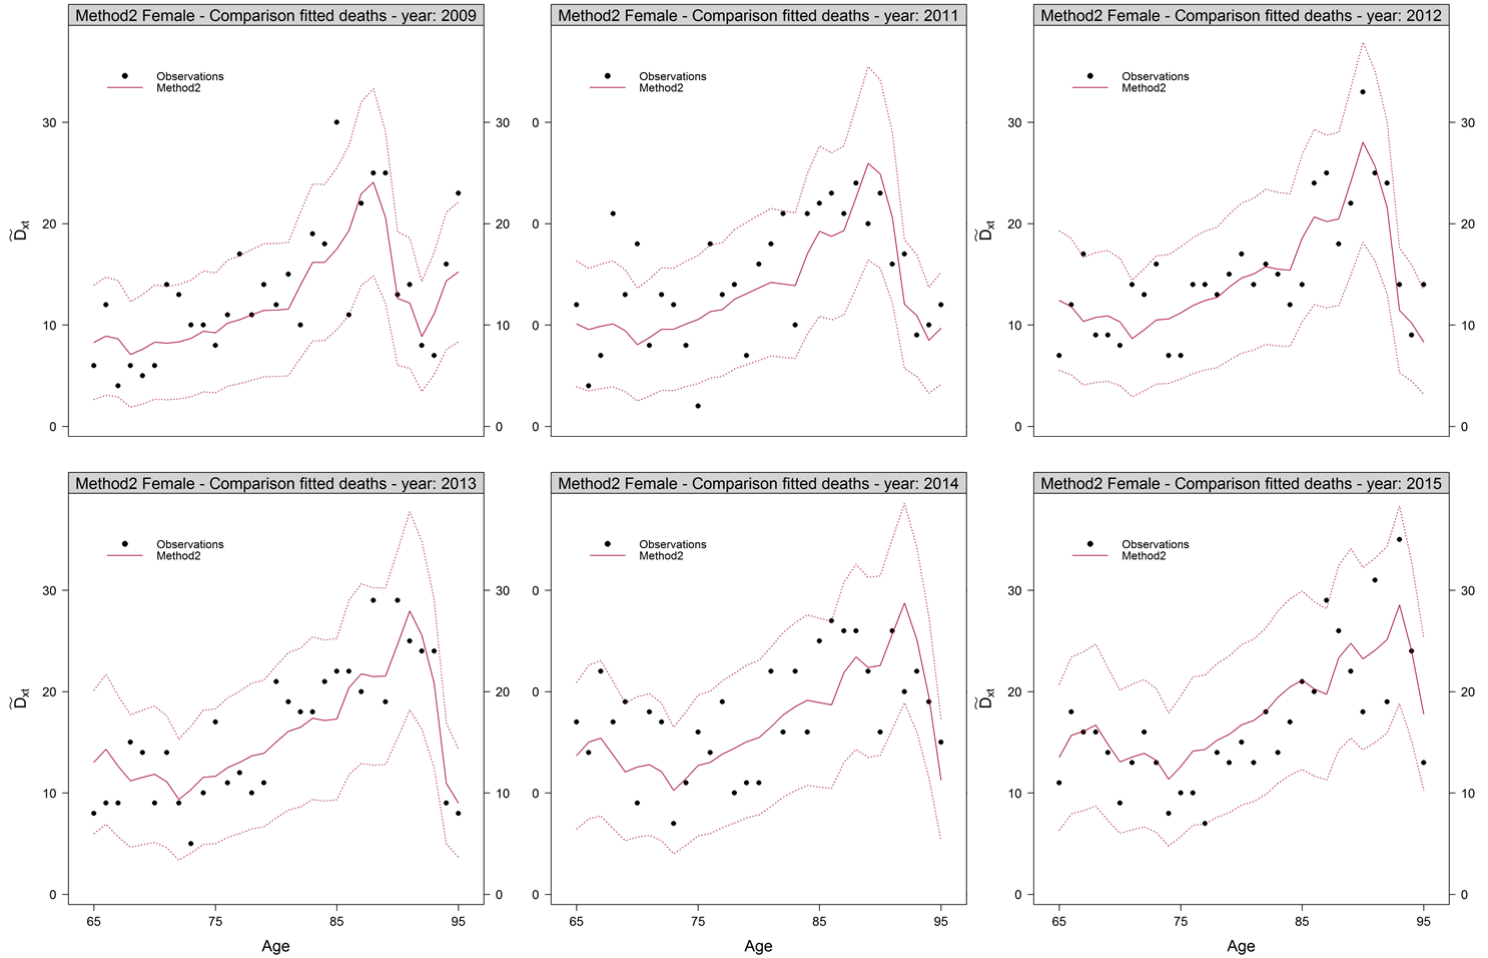 Method2 Female - Comparison fitted deaths - year: 2009
Observations
Method2
30
20
10
0
30
20
10
0
D̃xt
Method2 Female - Comparison fitted deaths - year: 2011
Observations
Method2
0
0
0
0
Method2 Female - Comparison fitted deaths - year: 2012
Observations
Method2
30
20
10
0
30
20
10
0
D̃xt
Method2 Female - Comparison fitted deaths - year: 2013
Observations
Method2
30
20
10
0
30
20
10
0
D̃xt
65 75 85 95
Age
Method2 Female - Comparison fitted deaths - year: 2014
Observations
Method2
0
0
0
0
65 75 85 95
Age
Method2 Female - Comparison fitted deaths - year: 2015
Observations
Method2
30
20
10
0
30
20
10
0
D̃xt
65 75 85 95
Age